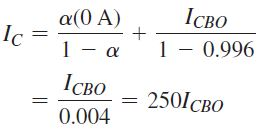 I_C = α(0 A) / (1 − α) + I_CBO / (1 − 0.996)
= I_CBO / 0.004 = 250I_CBO